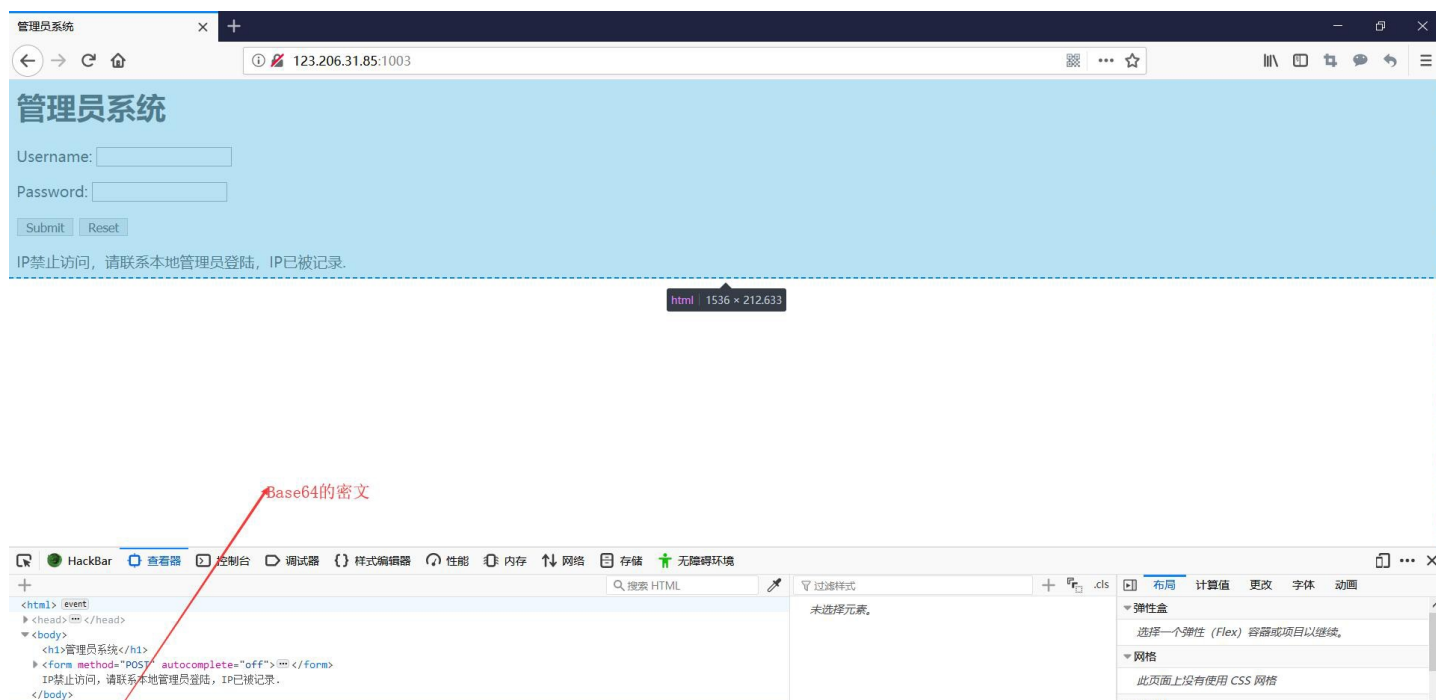 管理员系统
123.206.31.85:1003
管理员系统
Username:
Password:
Submit Reset
IP禁止访问，请联系本地管理员登陆，IP已被记录.
html 1536 × 212.633
Base64的密文
HackBar 查看器 控制台 调试器 {} 样式编辑器 性能 内存 网络 存储 无障碍环境
搜索 HTML 过滤样式 .cls 布局 计算值 更改 字体 动画
<html> event
<head> </head>
<body>
<h1>管理员系统</h1>
<form method="POST" autocomplete="off"> </form>
IP禁止访问，请联系本地管理员登陆，IP已被记录.
</body>
未选择元素。
弹性盒
选择一个弹性（Flex）容器或项目以继续。
网格
此页面上没有使用 CSS 网格